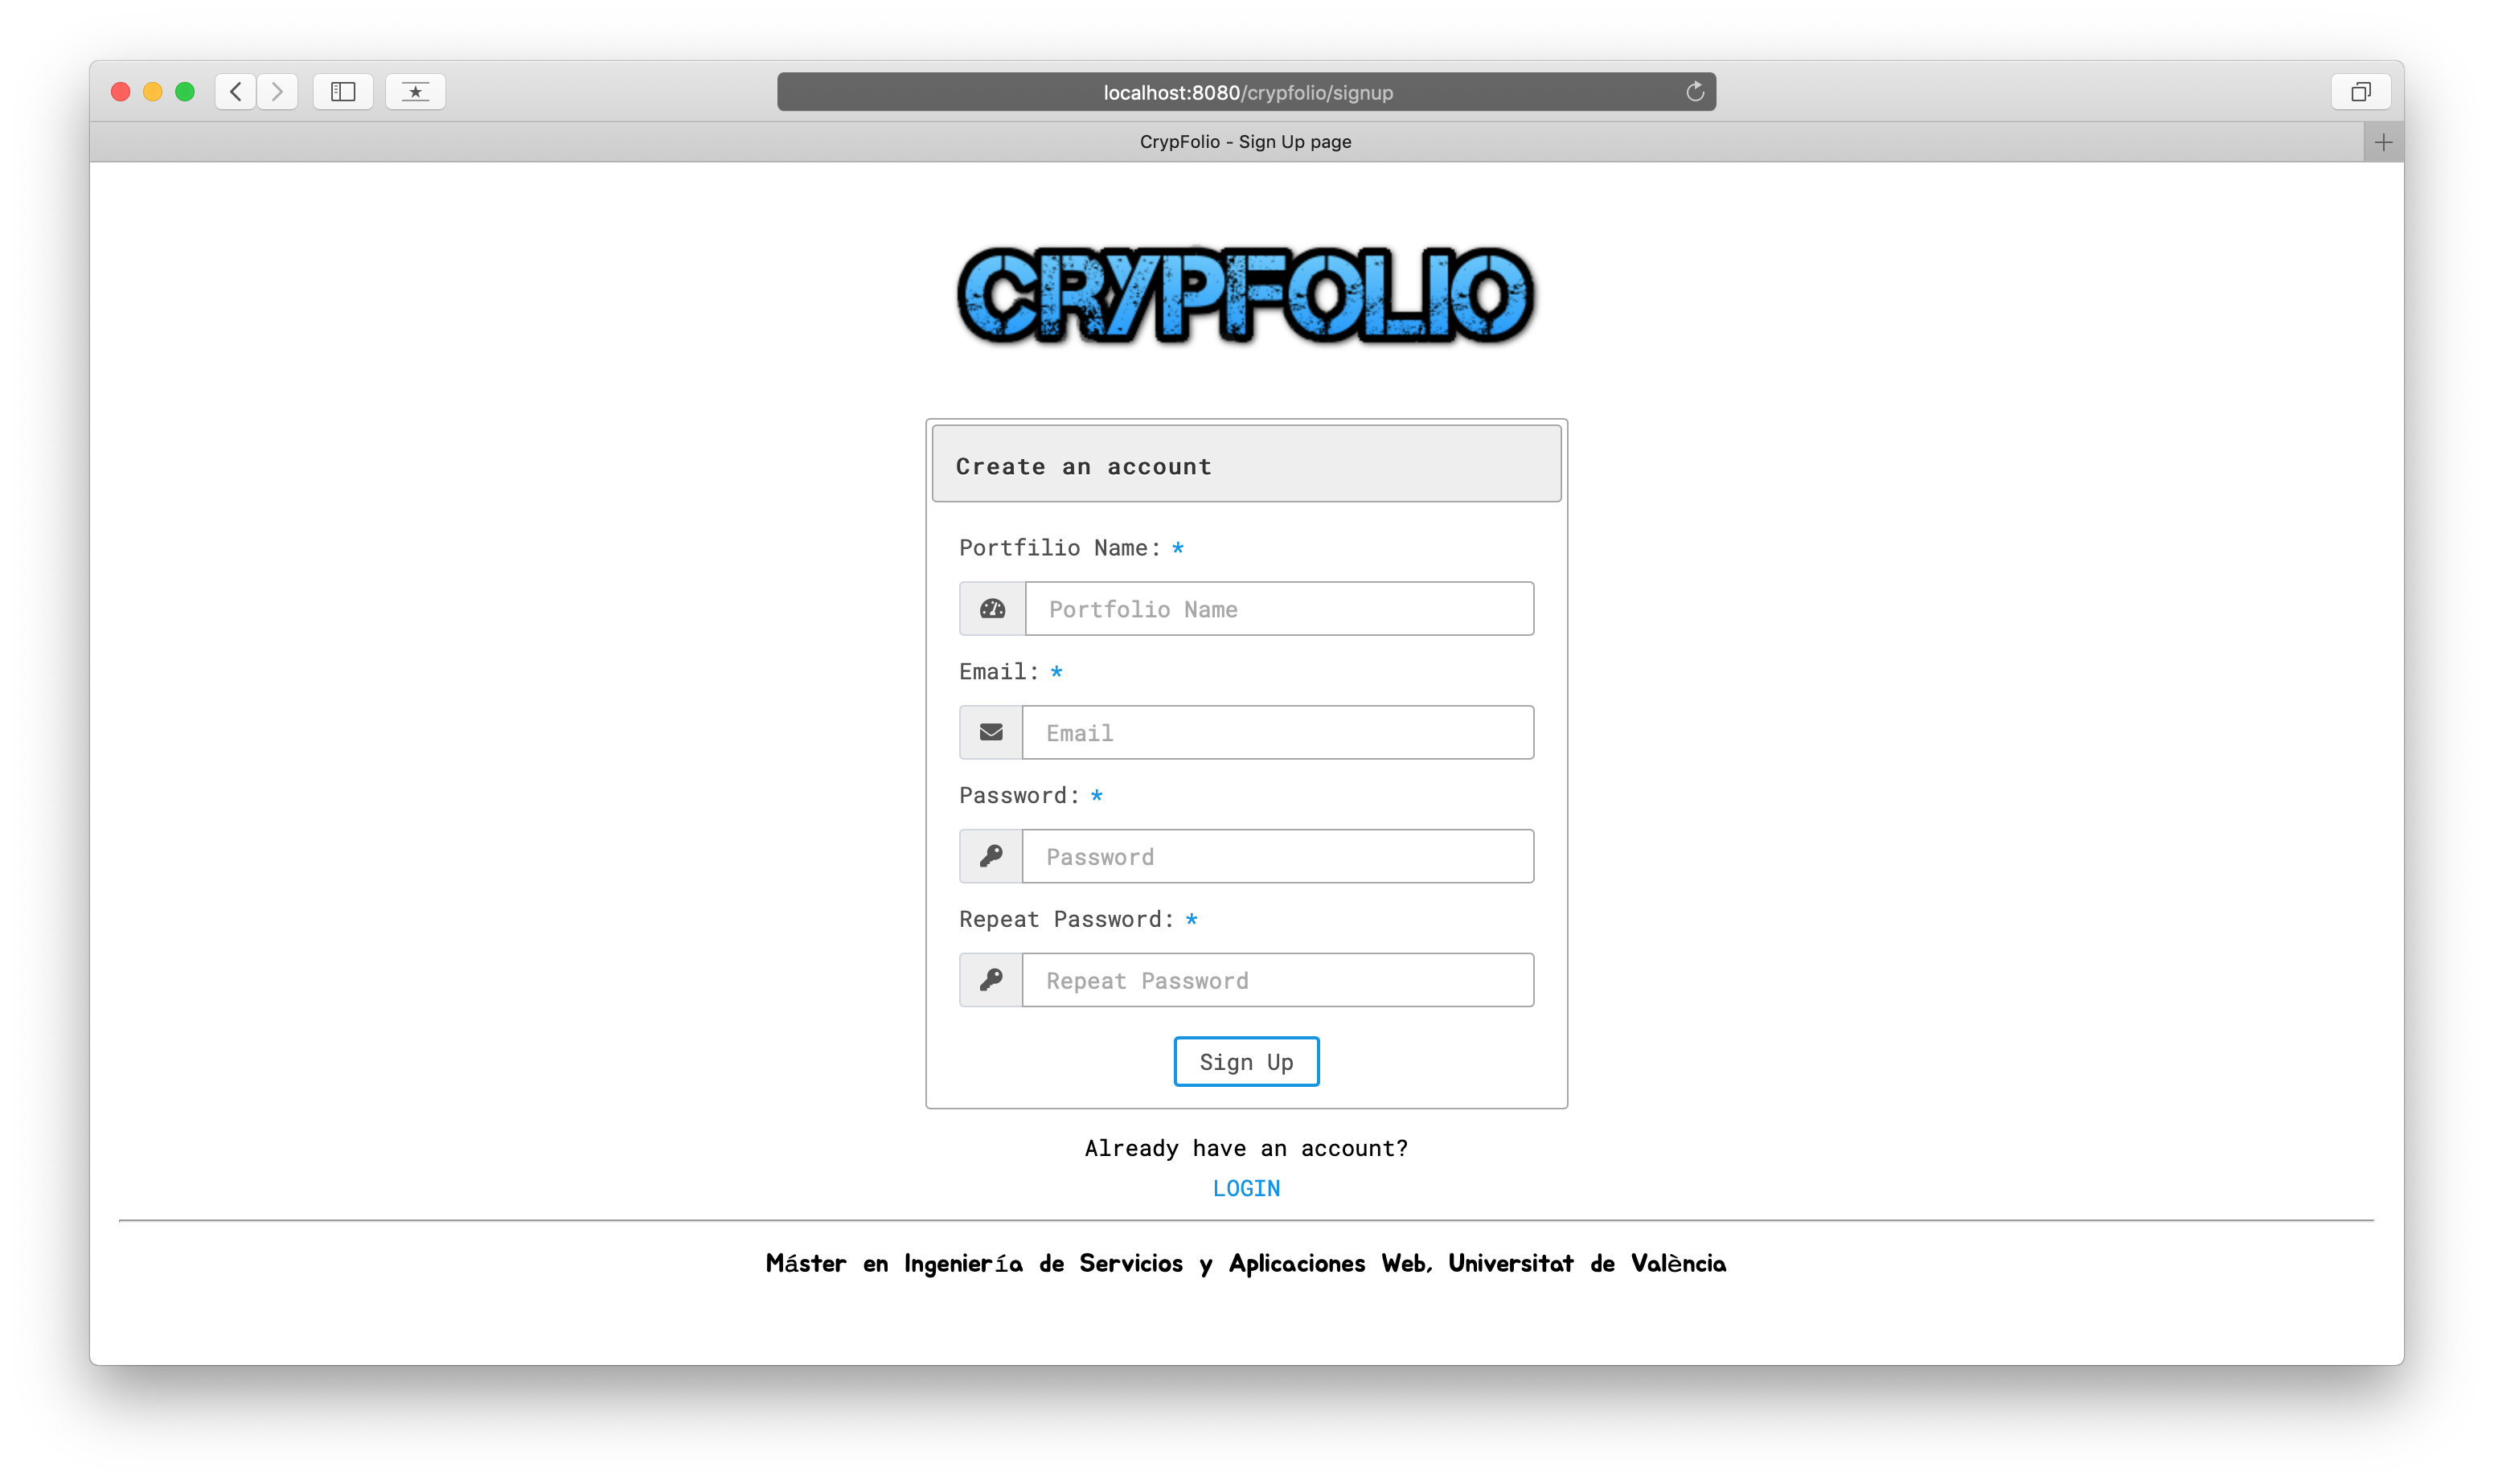 localhost:8080/crypfolio/signup
CrypFolio - Sign Up page
CRYPFOLIO
Create an account
Portfilio Name: *
Portfolio Name
Email: *
Email
Password: *
Password
Repeat Password: *
Repeat Password
Sign Up
Already have an account?
LOGIN
Máster en Ingeniería de Servicios y Aplicaciones Web, Universitat de València